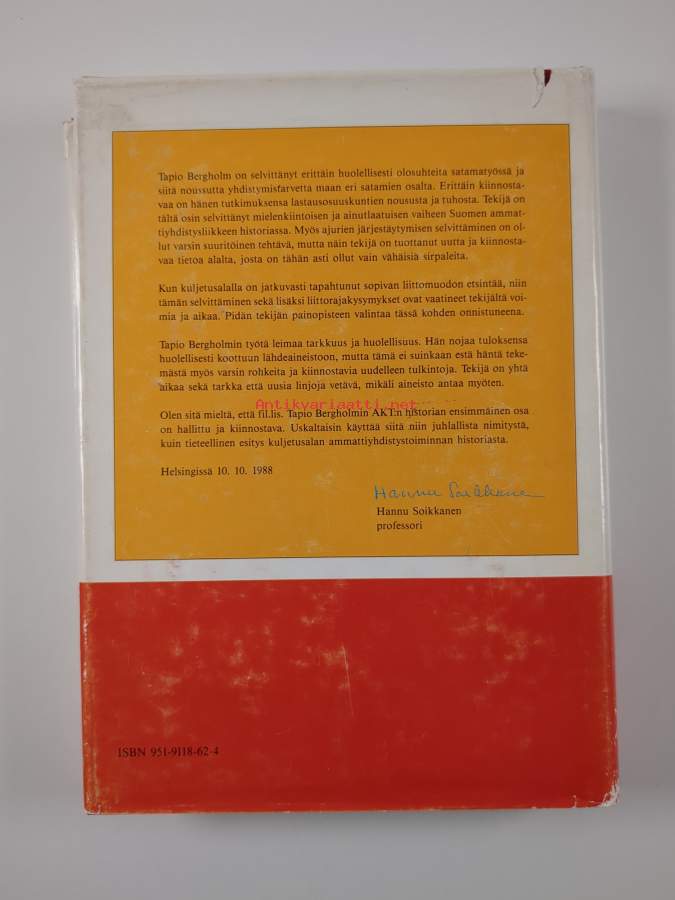 Tapio Bergholm on selvittänyt erittäin huolellisesti olosuhteita satamatyössä ja
siitä noussutta yhdistymisfarvetta maan eri satamien osalta. Erittäin kiinnosta-
vaa on hänen tutkimuksensa lastausosuuskuntien noususta ja tuhosta. Tekijä on
tältä osin selvittänyt mielenkiintoisen ja ainutlaatuisen vaiheen Suomen ammat-
tiyhdistysliikkeen historiassa. Myös ajurien järjestäytymisen selvittäminen on ol-
lut varsin suuritöinen tehtävä, mutta näin tekijä on tuottanut uutta ja kiinnosta-
vaa tietoa alalta, josta on tähän asti ollut vain vähäisiä sirpaleita.
Kun kuljetusalalla on jatkuvasti tapahtunut sopivan liittomuodon etsintää, niin
tämän selvittäminen sekä lisäksi liittorajakysymykset ovat vaatineet tekijältä voi-
mia ja aikaa. Pidän tekijän painopisteen valintaa tässä kohden onnistuneena.
Tapio Bergholmin työtä leimaa tarkkuus ja huolellisuus. Hän nojaa tuloksensa
huolellisesti koottuun lähdeaineistoon, mutta tämä ei suinkaan estä häntä teke-
mästä myös varsin rohkeita ja kiinnostavia uudelleen tulkintoja. Tekijä on yhtä
aikaa sekä tarkka että uusia linjoja vetävä, mikäli aineisto antaa myöten.
Antikvariaatti.net
Olen sitä mieltä, että fil.lis. Tapio Bergholmin AKT:n historian ensimmäinen osa
on hallittu ja kiinnostava. Uskaltaisin käyttää siitä niin juhlallista nimitystä,
kuin tieteellinen esitys kuljetusalan ammattiyhdistystoiminnan historiasta.
Helsingissä 10. 10. 1988
Hannu Soikkanen
Hannu Soikkanen
professori
ISBN 951-9118-62-4